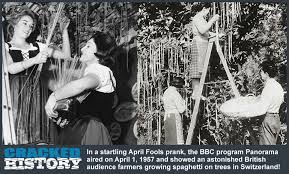 CRACKED
HISTORY
In a startling April Fools prank, the BBC program Panorama
aired on April 1, 1957 and showed an astonished British
audience farmers growing spaghetti on trees in Switzerland!